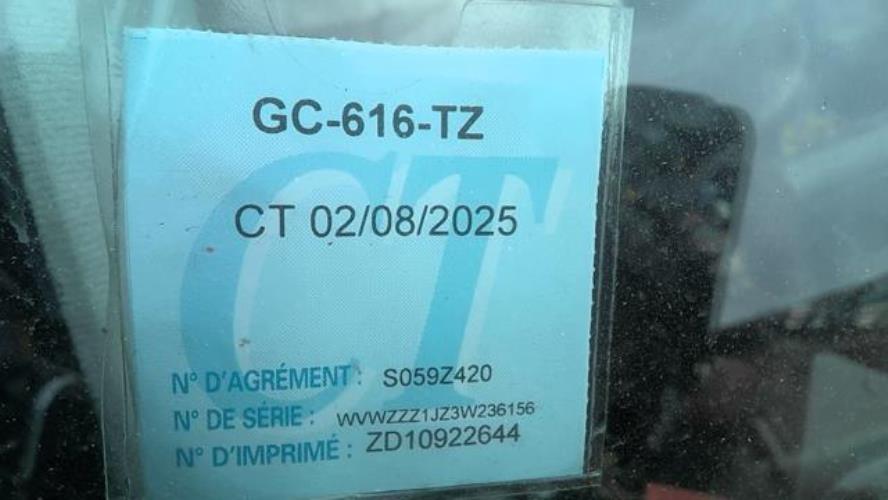 GC-616-TZ
CT 02/08/2025
CT
N° D'AGRÉMENT : S059Z420
N° DE SÉRIE : WVWZZZ1JZ3W236156
N° D'IMPRIMÉ : ZD10922644